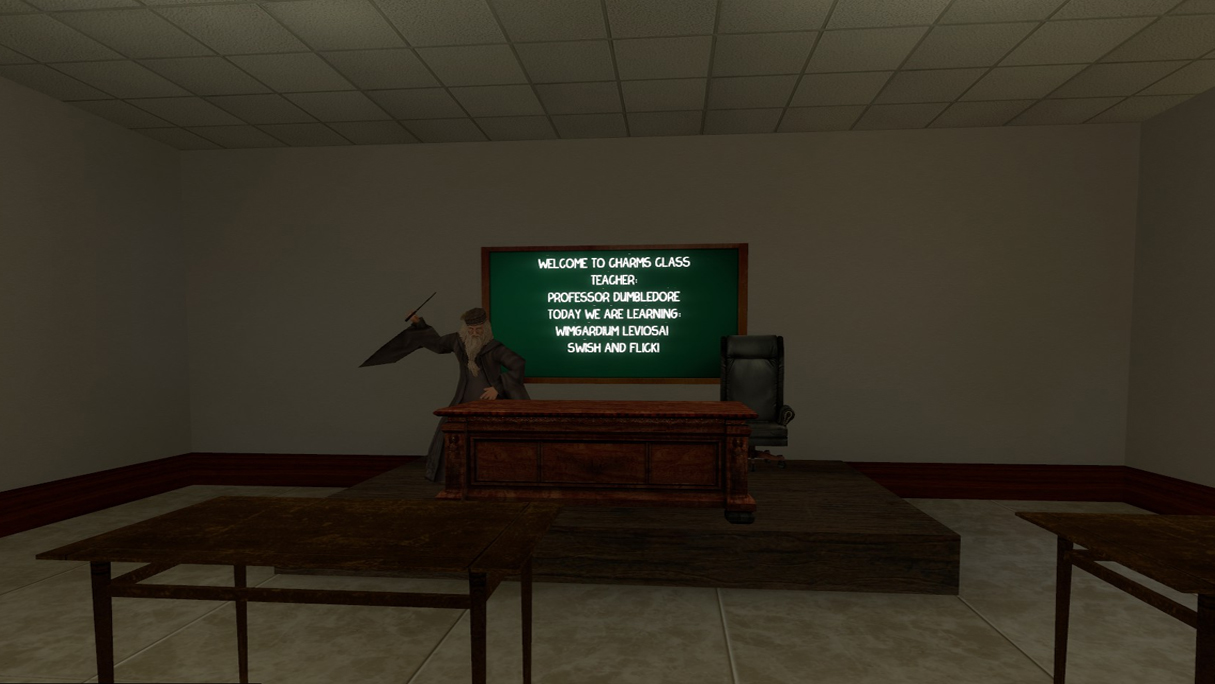 WELCOME TO CHARMS CLASS
TEACHER:
PROFESSOR DUMBLEDORE
TODAY WE ARE LEARNING:
WIMGARDIUM LEVIOSA!
SWISH AND FLICK!